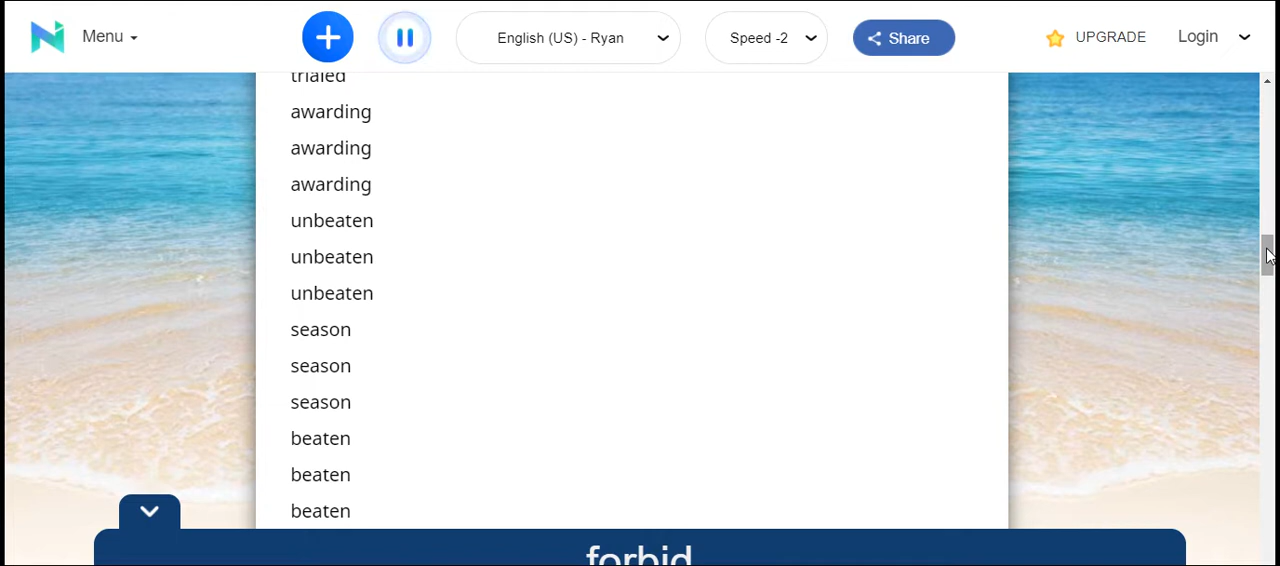 Menu
English (US) - Ryan
Speed -2
Share
UPGRADE
Login
trialed
awarding
awarding
awarding
unbeaten
unbeaten
unbeaten
season
season
season
beaten
beaten
beaten
forbid